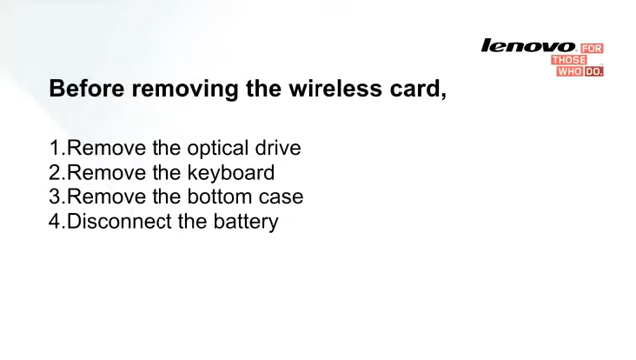 lenovo FOR
THOSE
WHO DO.
Before removing the wireless card,
1.Remove the optical drive
2.Remove the keyboard
3.Remove the bottom case
4.Disconnect the battery